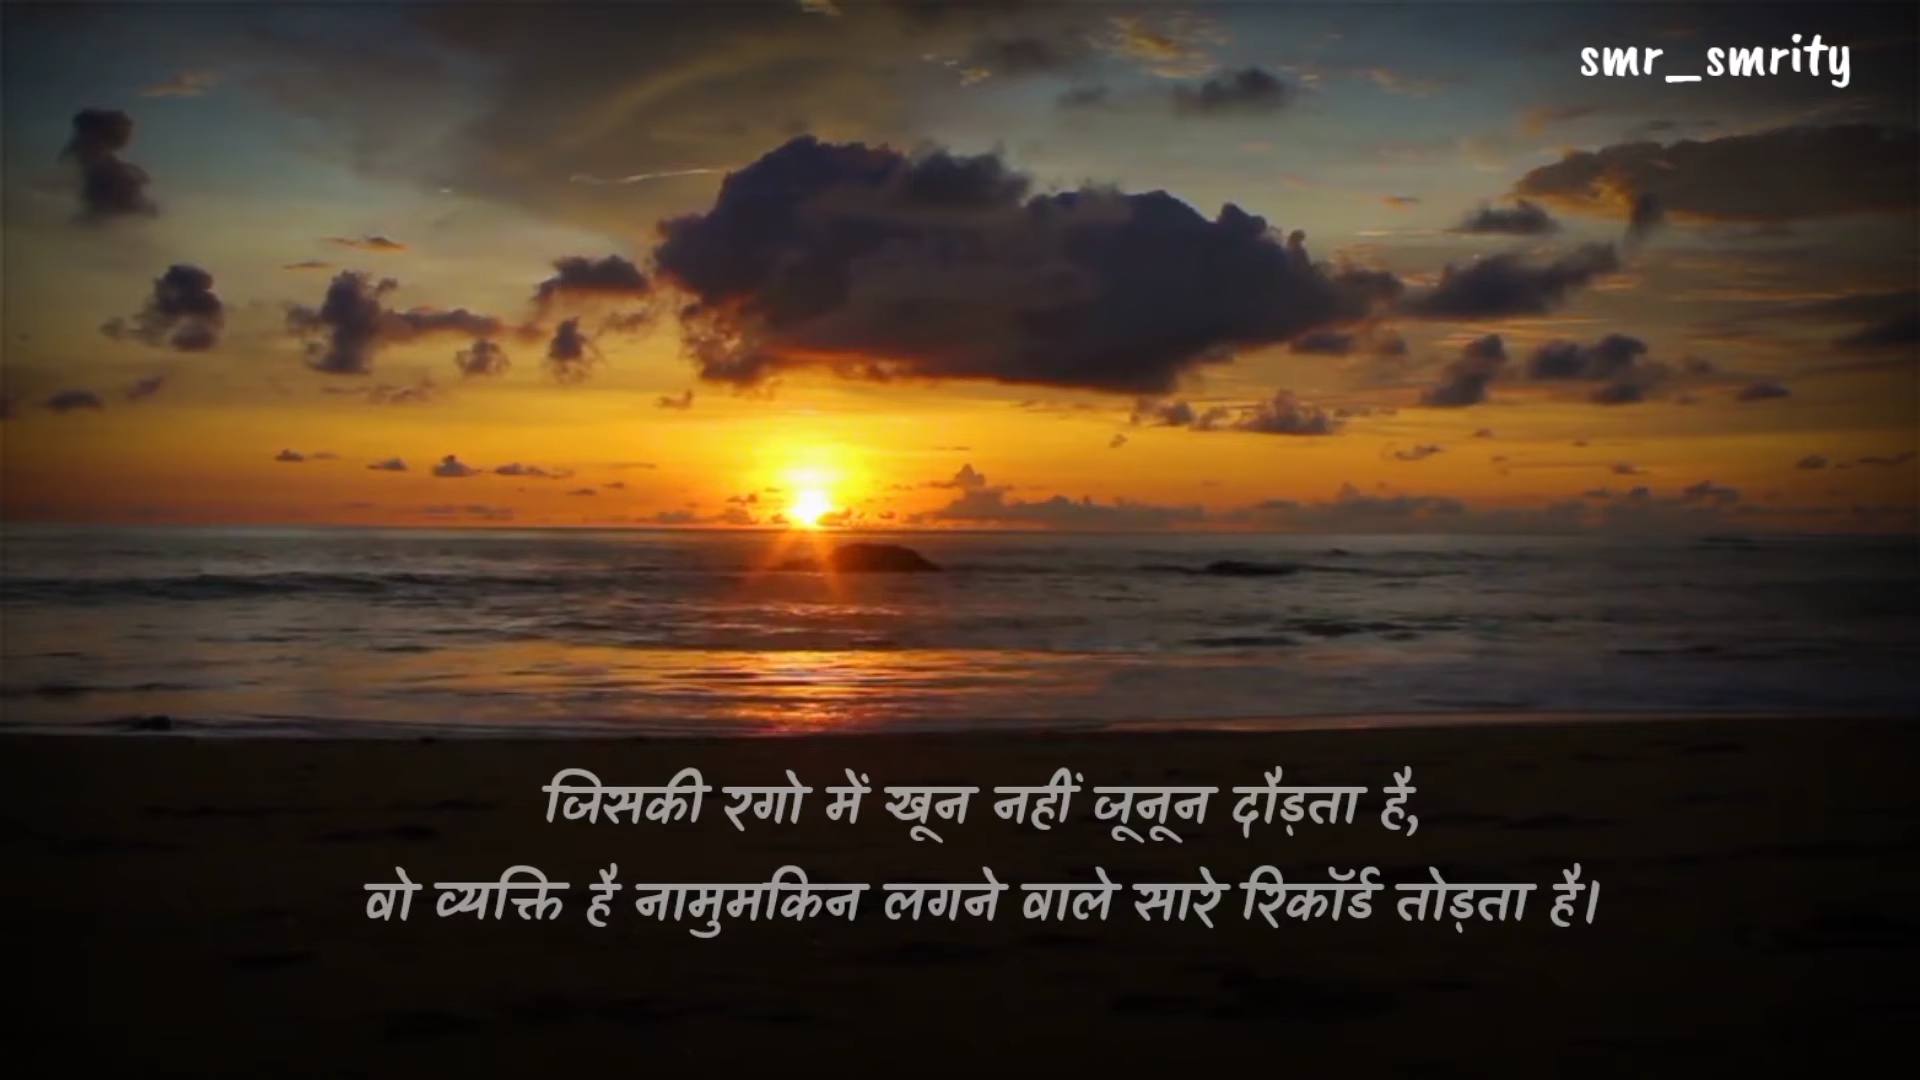 smr_smrity
जिसकी रगो में खून नहीं जूनून दौड़ता है,
वो व्यक्ति है नामुमकिन लगने वाले सारे रिकॉर्ड तोड़ता है।